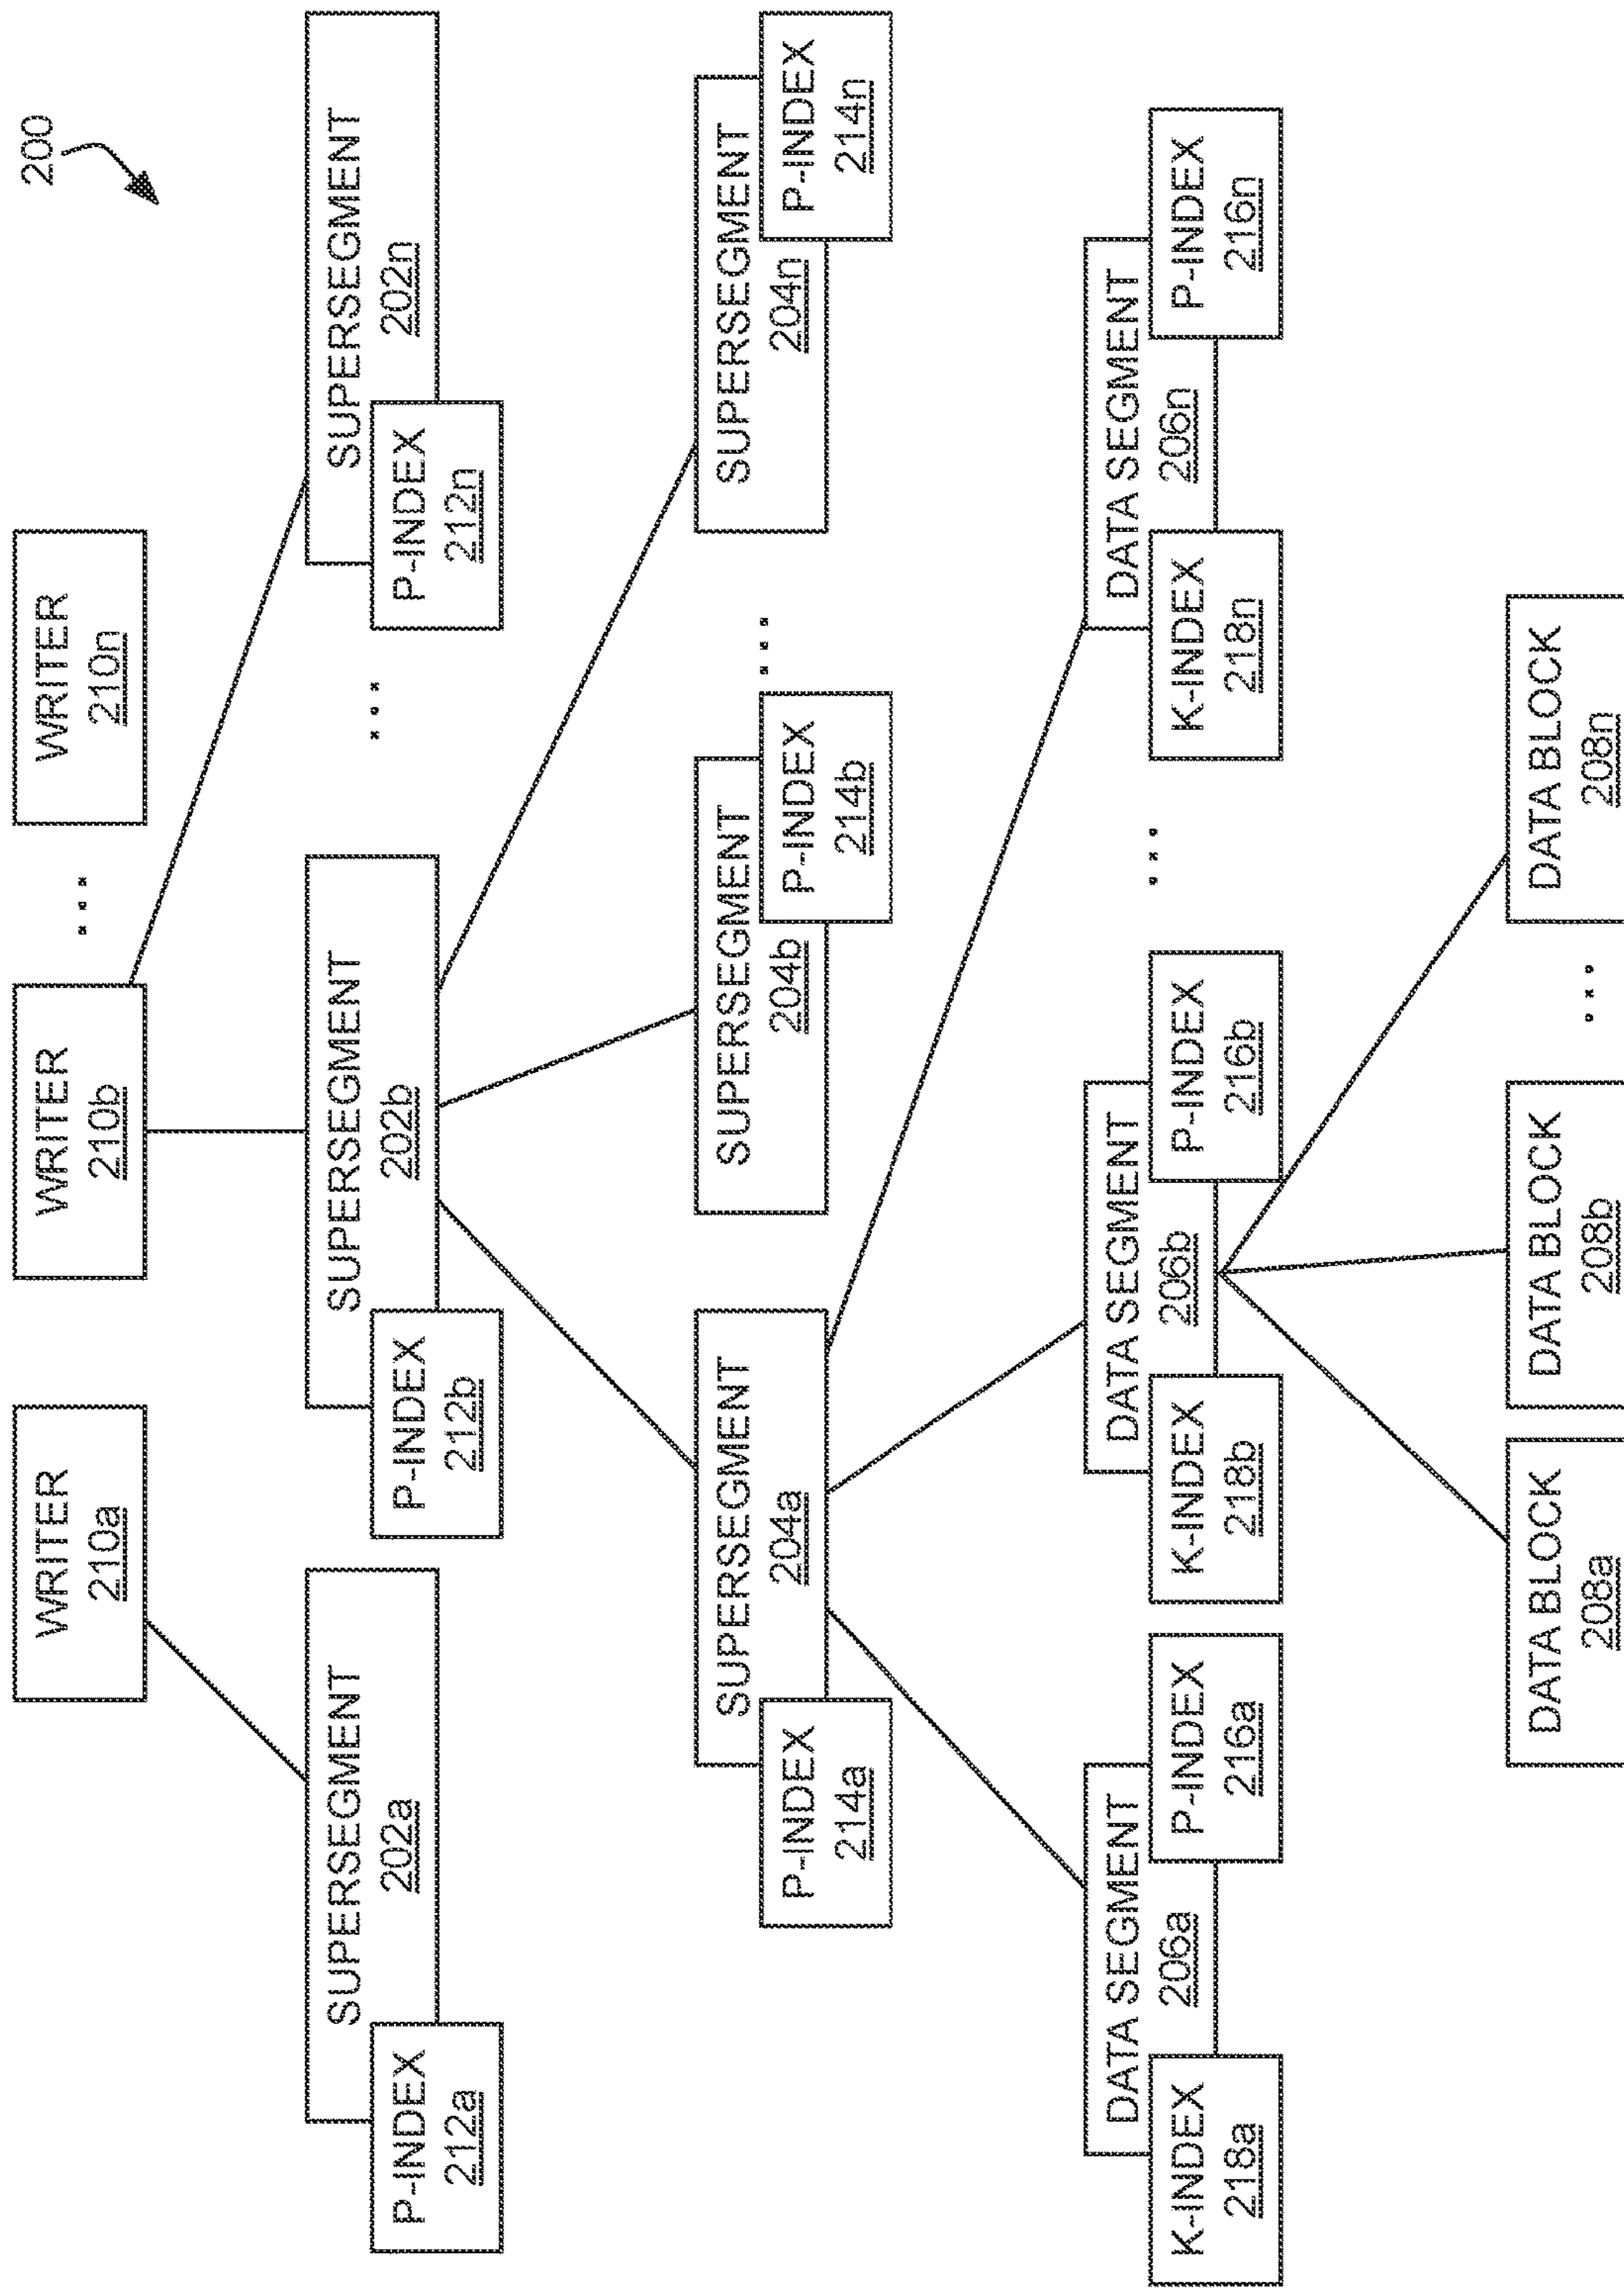 200
WRITER
210a
WRITER
210b
...
WRITER
210n
SUPERSEGMENT
202a
P-INDEX
212a
SUPERSEGMENT
202b
P-INDEX
212b
...
SUPERSEGMENT
202n
P-INDEX
212n
SUPERSEGMENT
204a
P-INDEX
214a
SUPERSEGMENT
204b
P-INDEX
214b
...
SUPERSEGMENT
204n
P-INDEX
214n
DATA SEGMENT
206a
K-INDEX
218a
P-INDEX
216a
DATA SEGMENT
206b
K-INDEX
218b
P-INDEX
216b
...
DATA SEGMENT
206n
K-INDEX
218n
P-INDEX
216n
DATA BLOCK
208a
DATA BLOCK
208b
...
DATA BLOCK
208n